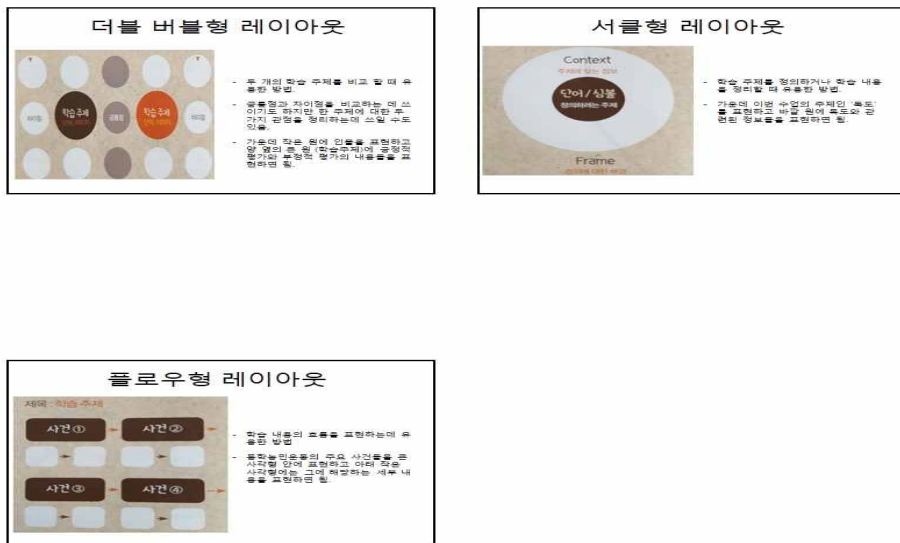 더블 버블형 레이아웃
학습 주제
학습 주제
차이점
공통점
차이점
- 두 개의 학습 주제를 비교 할 때 유
용한 방법.
- 공통점과 차이점을 비교하는 데 쓰
이기도 하지만 한 주제에 대한 두
가지 관점을 정리하는데 쓰일 수도
있음.
- 가운데 작은 원에 인물을 표현하고
양 옆의 큰 원 (학습주제)에 긍정적
평가와 부정적 평가의 내용들을 표
현하면 됨.
서클형 레이아웃
Context
주제에 맞는 정보
단어/심볼
정의하려는 주제
Frame
- 학습 주제를 정의하거나 학습 내용
을 정리할 때 유용한 방법.
- 가운데 이번 수업의 주제인 '독도'
를 표현하고 바깥 원에 독도와 관
련된 정보들을 표현하면 됨.
플로우형 레이아웃
제목 : 학습 주제
사건① 사건②
사건③ 사건④
- 학습 내용의 흐름을 표현하는데 유
용한 방법
- 동학농민운동의 주요 사건들을 큰
사각형 안에 표현하고 아래 작은
사각형에는 그에 해당하는 세부 내
용을 표현하면 됨.